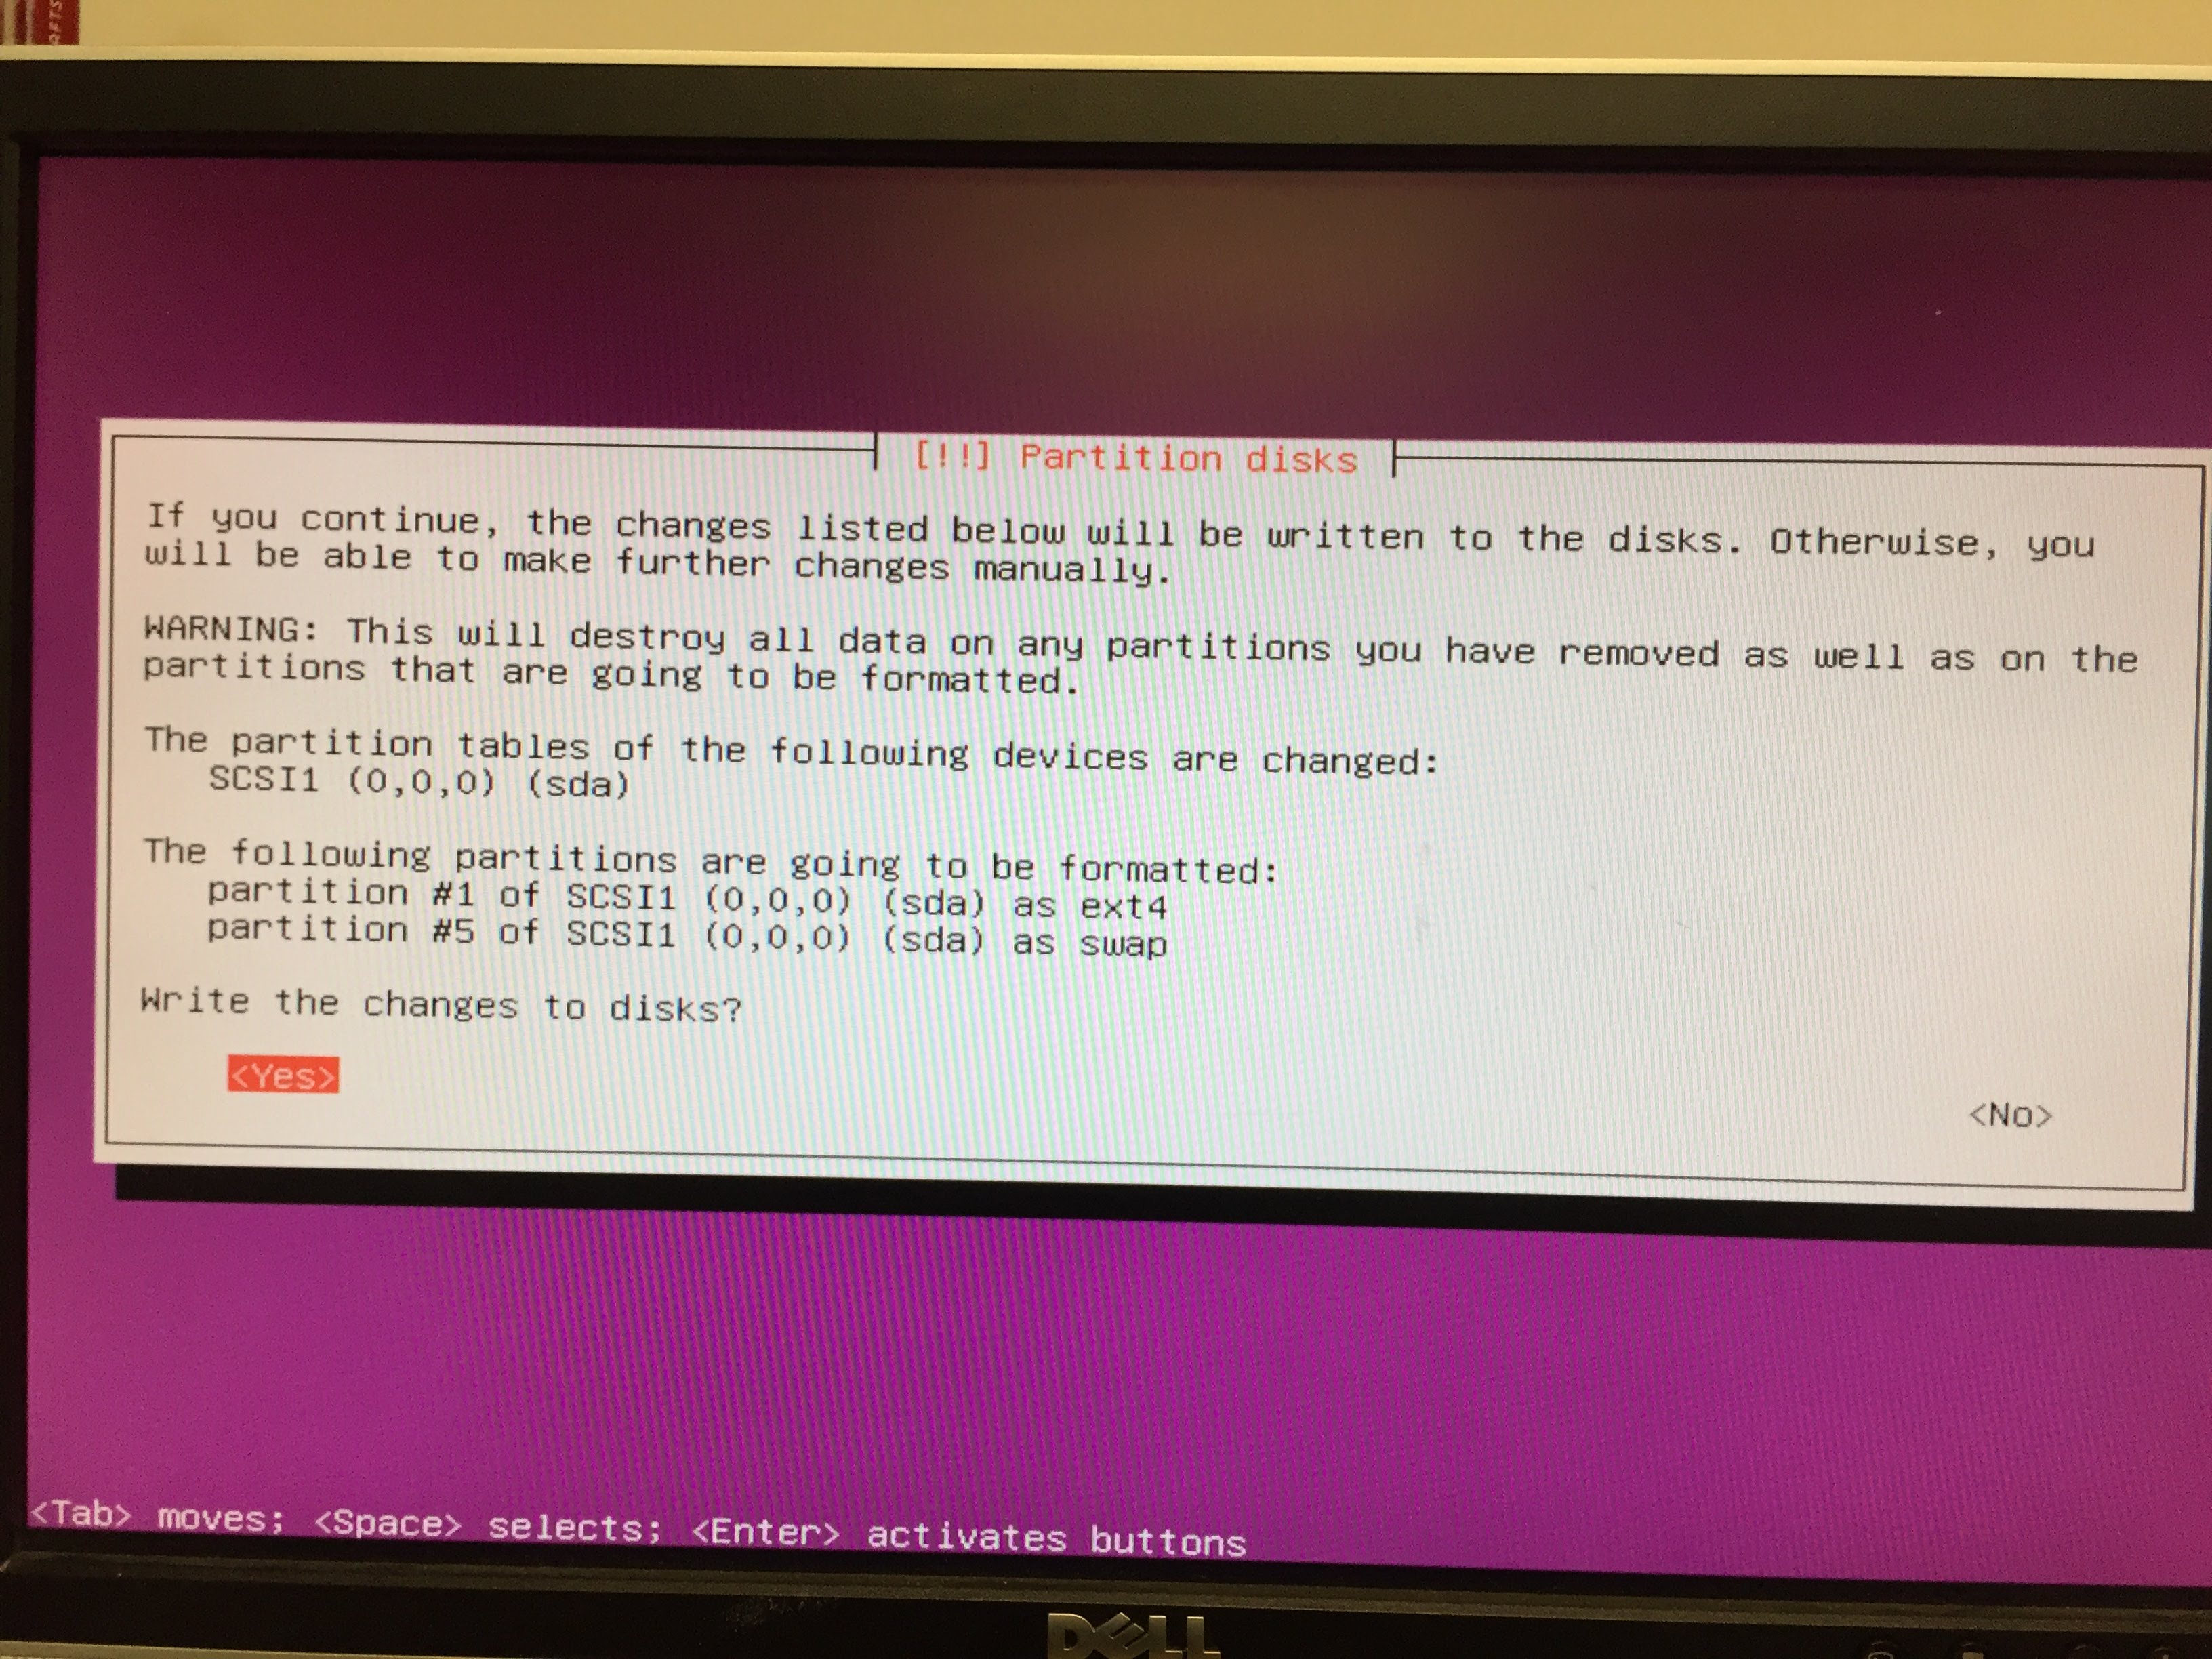 AFTS
[!!] Partition disks
If you continue, the changes listed below will be written to the disks. Otherwise, you
will be able to make further changes manually.
WARNING: This will destroy all data on any partitions you have removed as well as on the
partitions that are going to be formatted.
The partition tables of the following devices are changed:
SCSI1 (0,0,0) (sda)
The following partitions are going to be formatted:
partition #1 of SCSI1 (0,0,0) (sda) as ext4
partition #5 of SCSI1 (0,0,0) (sda) as swap
Write the changes to disks?
<Yes>
<No>
<Tab> moves; <Space> selects; <Enter> activates buttons
DELL